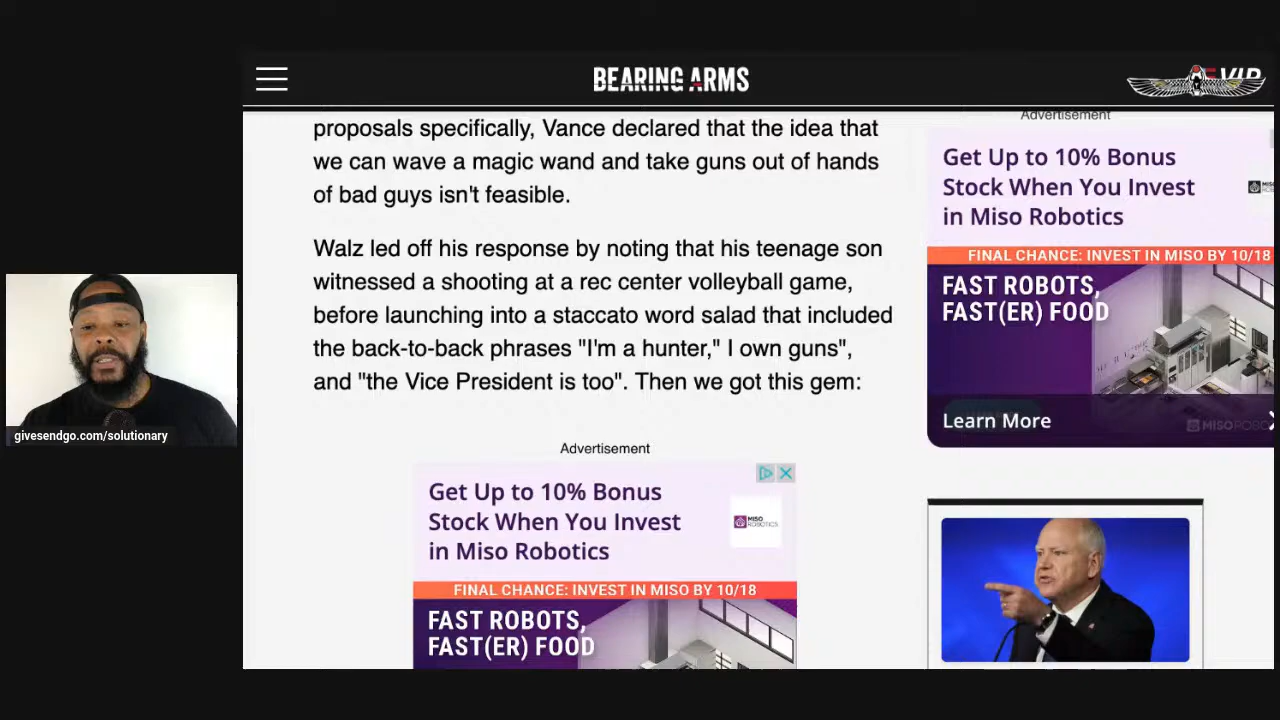 BEARING ARMS
VIP
proposals specifically, Vance declared that the idea that
we can wave a magic wand and take guns out of hands
of bad guys isn't feasible.
Walz led off his response by noting that his teenage son
witnessed a shooting at a rec center volleyball game,
before launching into a staccato word salad that included
the back-to-back phrases "I'm a hunter," I own guns",
and "the Vice President is too". Then we got this gem:
Advertisement
Get Up to 10% Bonus
Stock When You Invest
in Miso Robotics
MISO
ROBOTICS
FINAL CHANCE: INVEST IN MISO BY 10/18
FAST ROBOTS,
FAST(ER) FOOD
Advertisement
Get Up to 10% Bonus
Stock When You Invest
in Miso Robotics
FINAL CHANCE: INVEST IN MISO BY 10/18
FAST ROBOTS,
FAST(ER) FOOD
Learn More
givesendgo.com/solutionary